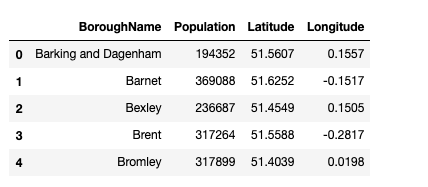 BoroughName Population Latitude Longitude
0 Barking and Dagenham 194352 51.5607 0.1557
1 Barnet 369088 51.6252 -0.1517
2 Bexley 236687 51.4549 0.1505
3 Brent 317264 51.5588 -0.2817
4 Bromley 317899 51.4039 0.0198